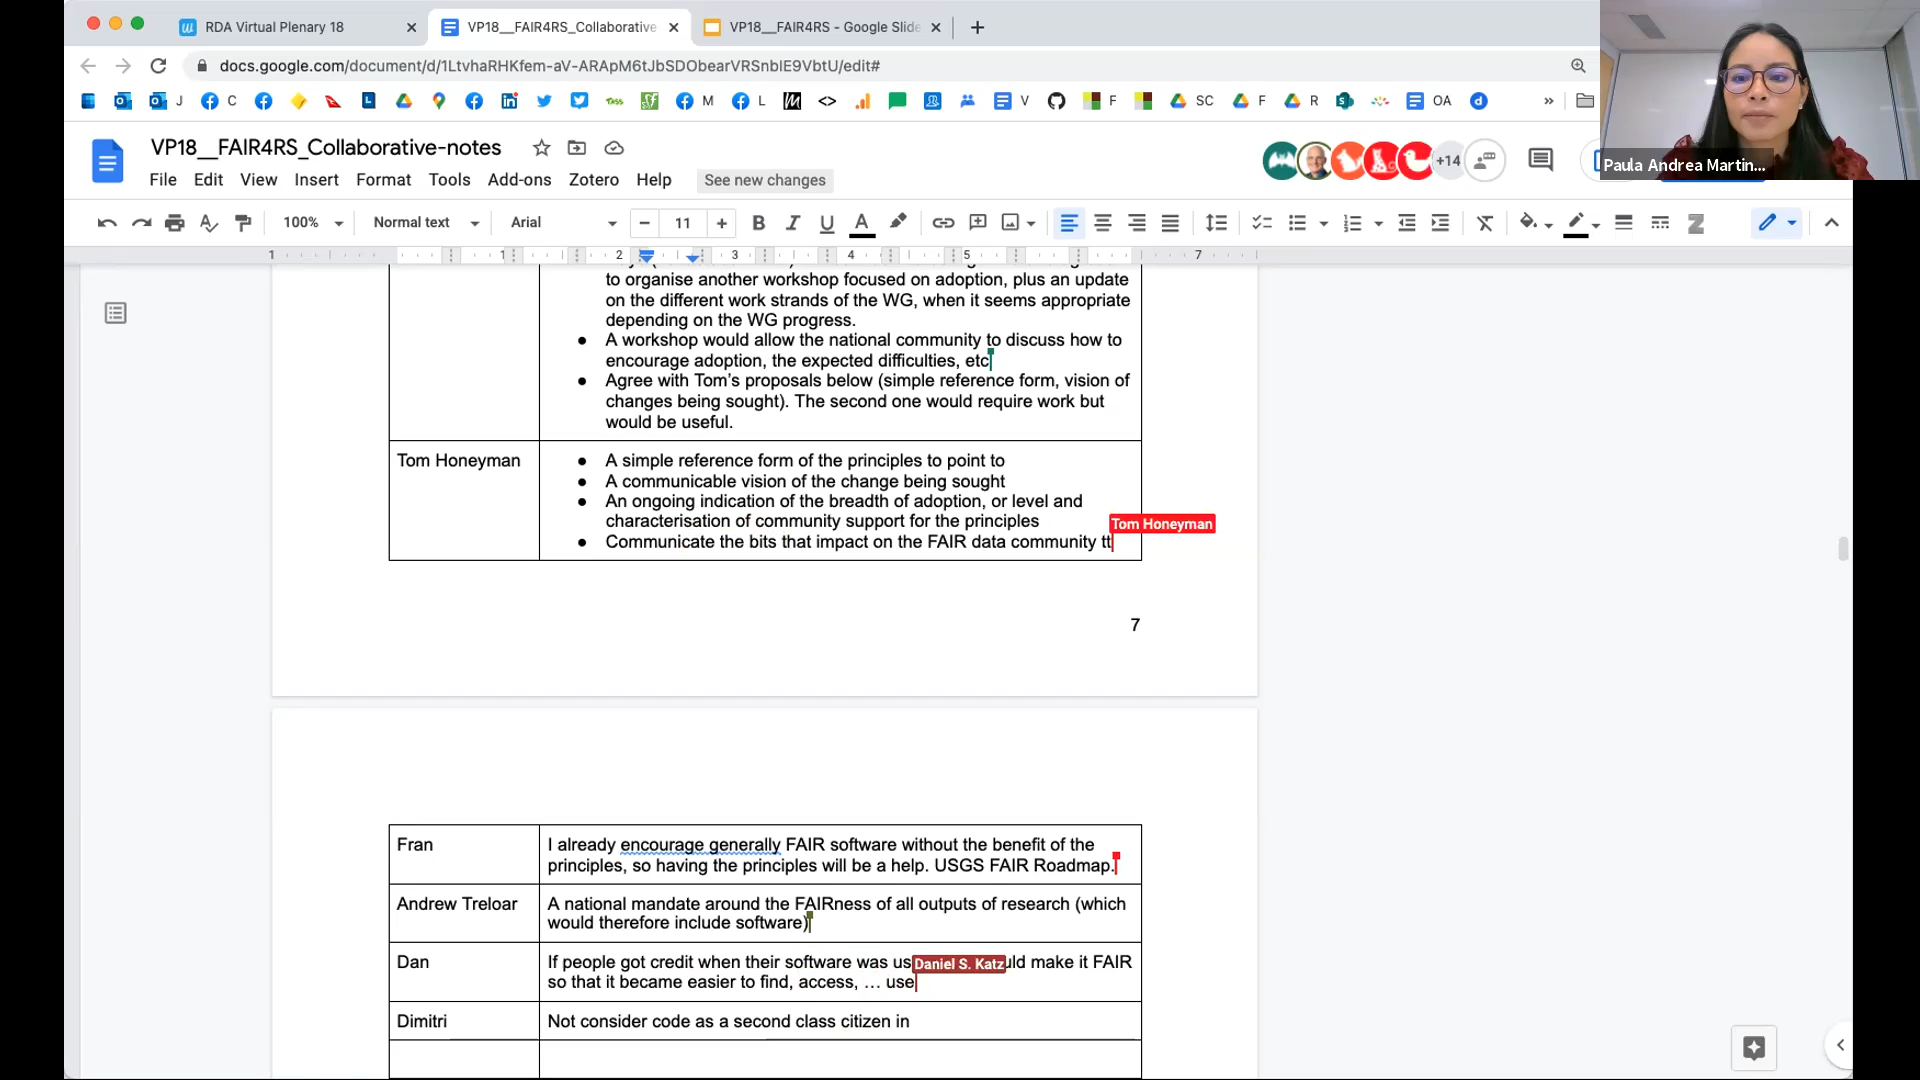 RDA Virtual Plenary 18
VP18__FAIR4RS_Collaborative
VP18__FAIR4RS - Google Slide
docs.google.com/document/d/1LtvhaRHKfem-aV-ARApM6tJbSDObearVRSnblE9VbtU/edit#
J C M L V F SC F R OA
VP18__FAIR4RS_Collaborative-notes
+14
Paula Andrea Martin...
File Edit View Insert Format Tools Add-ons Zotero Help See new changes
100% Normal text Arial 11
1 1 2 3 4 5 7
to organise another workshop focused on adoption, plus an update
on the different work strands of the WG, when it seems appropriate
depending on the WG progress.
A workshop would allow the national community to discuss how to
encourage adoption, the expected difficulties, etc
Agree with Tom’s proposals below (simple reference form, vision of
changes being sought). The second one would require work but
would be useful.
Tom Honeyman
A simple reference form of the principles to point to
A communicable vision of the change being sought
An ongoing indication of the breadth of adoption, or level and
characterisation of community support for the principles
Tom Honeyman
Communicate the bits that impact on the FAIR data community tt
7
Fran
I already encourage generally FAIR software without the benefit of the
principles, so having the principles will be a help. USGS FAIR Roadmap.
Andrew Treloar
A national mandate around the FAIRness of all outputs of research (which
would therefore include software)
Dan
If people got credit when their software was us Daniel S. Katz uld make it FAIR
so that it became easier to find, access, … use
Dimitri
Not consider code as a second class citizen in